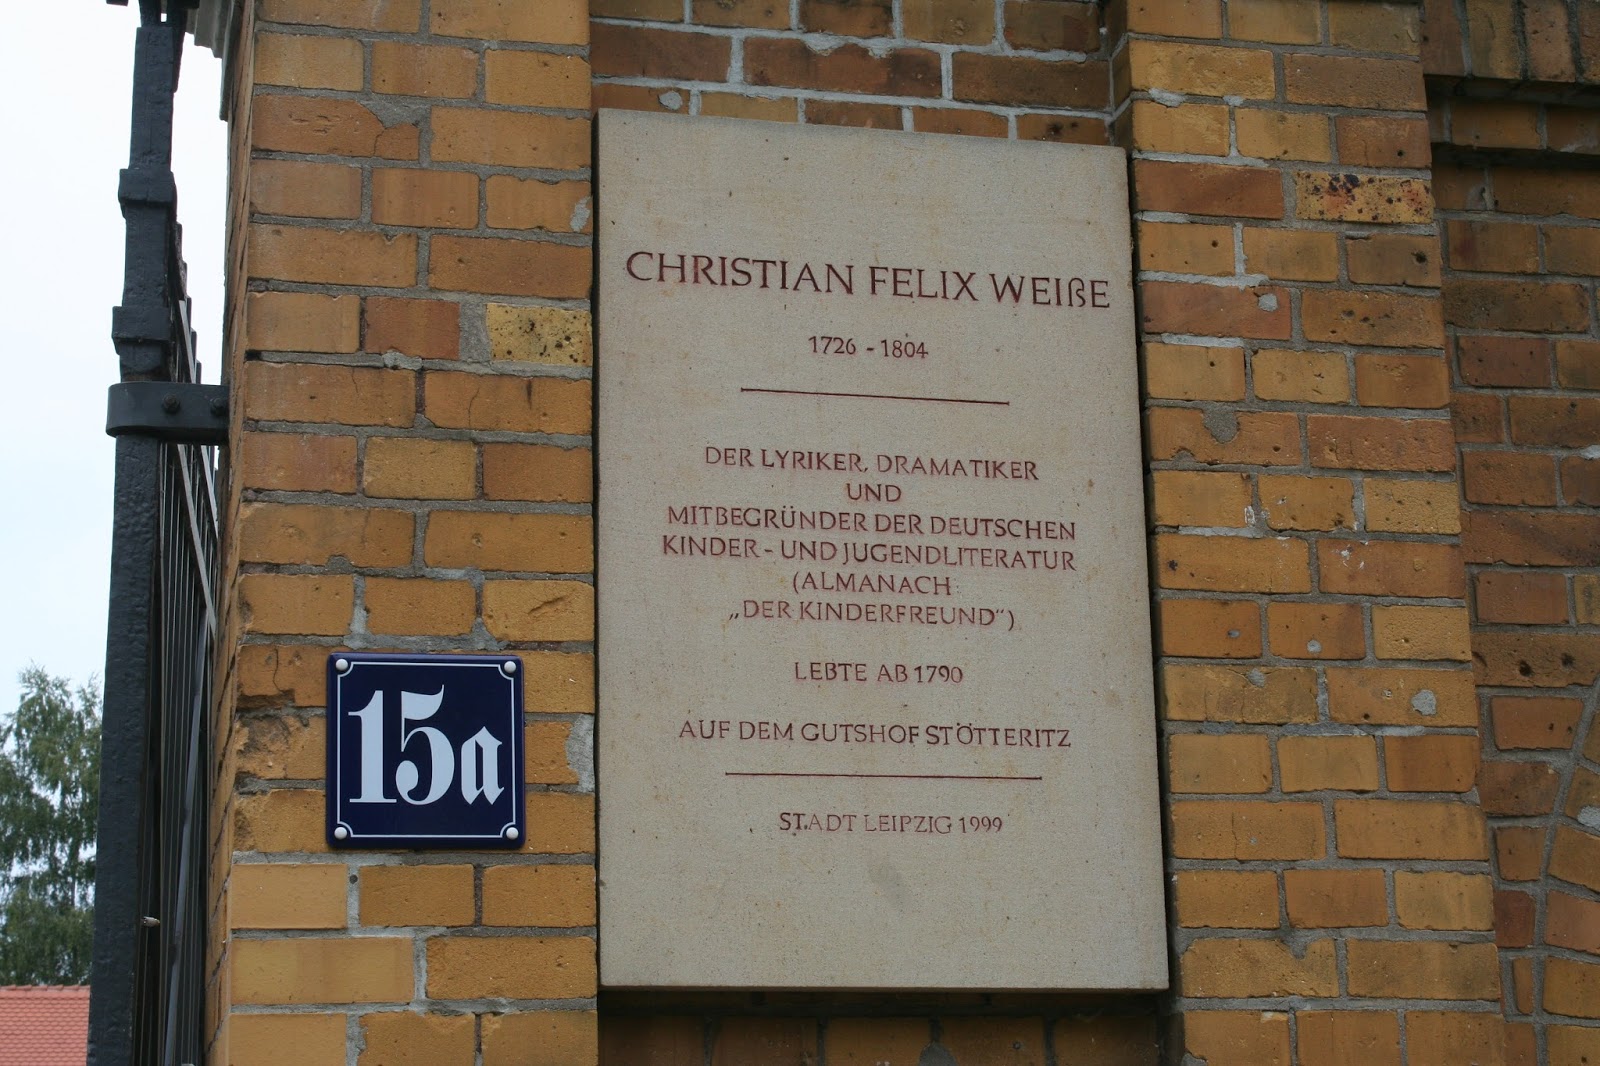 CHRISTIAN FELIX WEIßE
1726 - 1804
DER LYRIKER, DRAMATIKER
UND
MITBEGRÜNDER DER DEUTSCHEN
KINDER - UND JUGENDLITERATUR
(ALMANACH
„DER KINDERFREUND“)
LEBTE AB 1790
AUF DEM GUTSHOF STÖTTERITZ
STADT LEIPZIG 1999
15a